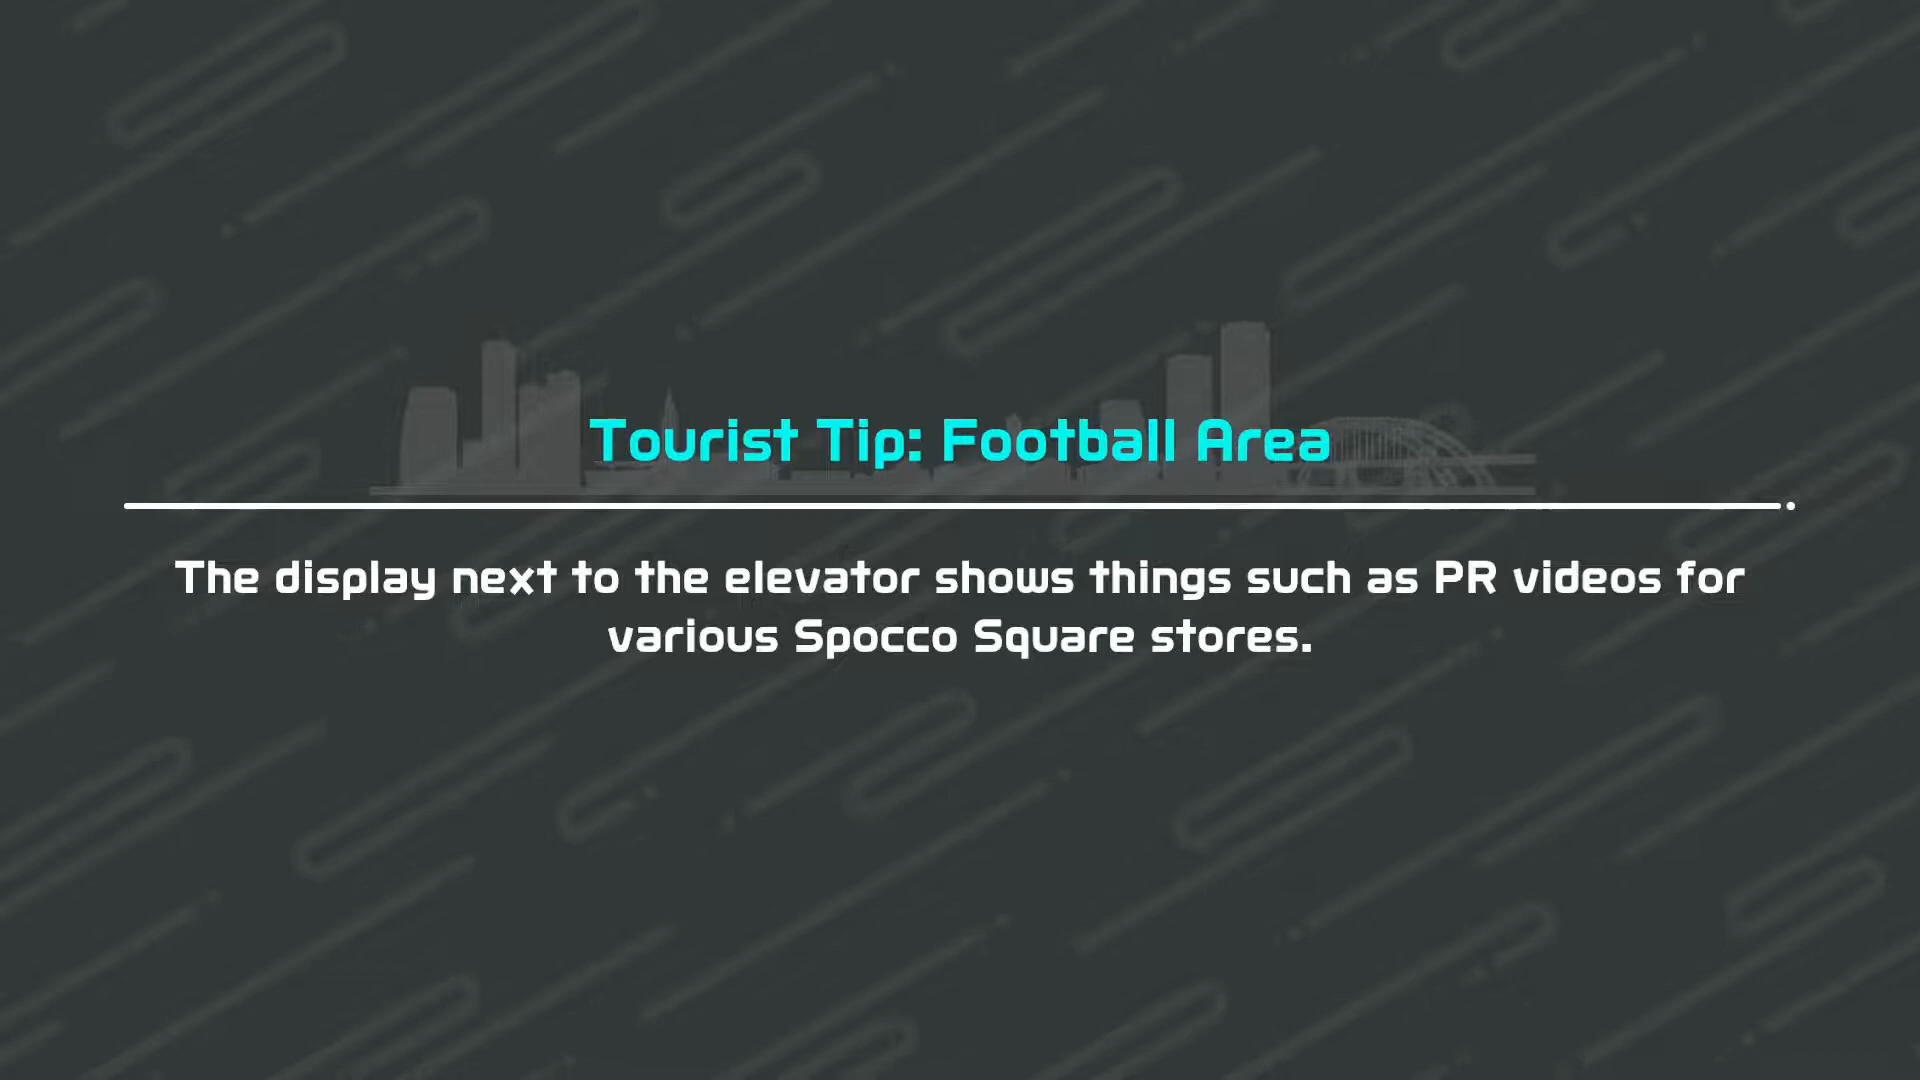 Tourist Tip: Football Area
The display next to the elevator shows things such as PR videos for
various Spocco Square stores.